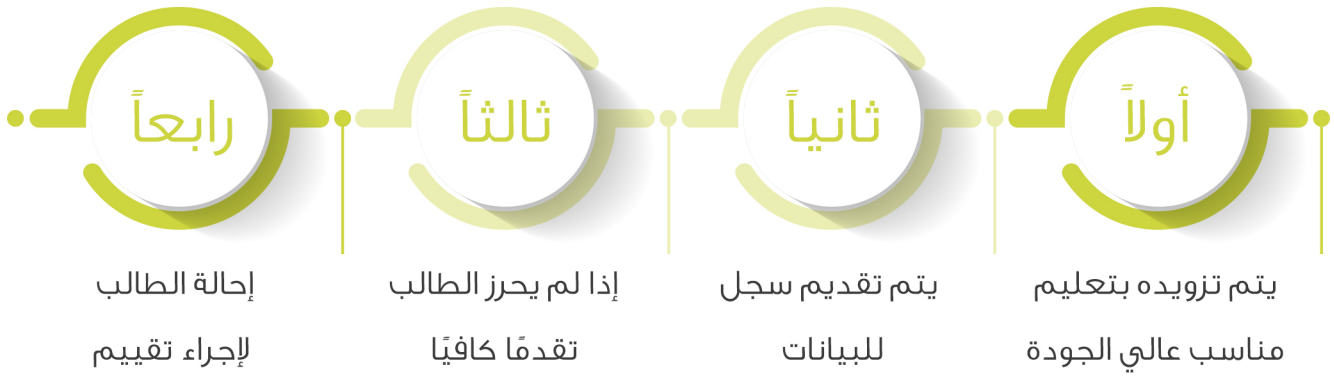 أولاً
يتم تزويده بتعليم
مناسب عالي الجودة
ثانياً
يتم تقديم سجل
للبيانات
ثالثاً
إذا لم يحرز الطالب
تقدمًا كافيًا
رابعاً
إحالة الطالب
لإجراء تقييم